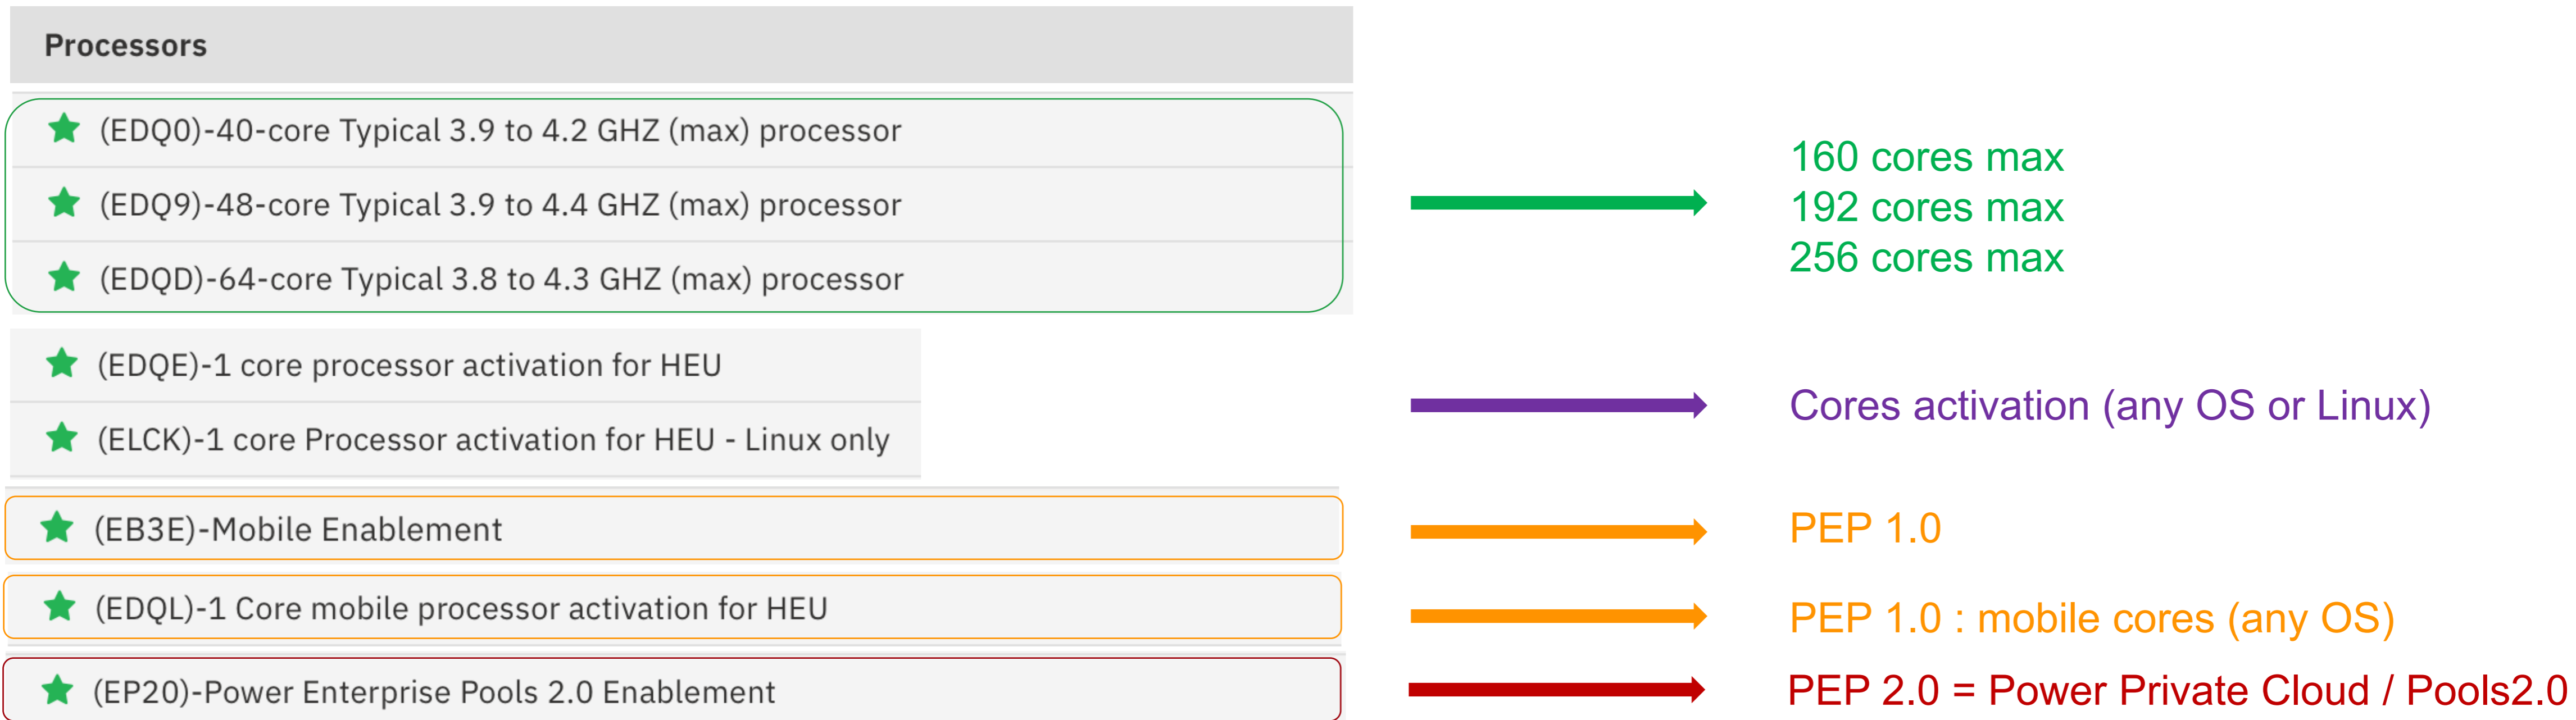 Processors
(EDQ0)-40-core Typical 3.9 to 4.2 GHZ (max) processor
(EDQ9)-48-core Typical 3.9 to 4.4 GHZ (max) processor
(EDQD)-64-core Typical 3.8 to 4.3 GHZ (max) processor
160 cores max
192 cores max
256 cores max
(EDQE)-1 core processor activation for HEU
(ELCK)-1 core Processor activation for HEU - Linux only
Cores activation (any OS or Linux)
(EB3E)-Mobile Enablement
PEP 1.0
(EDQL)-1 Core mobile processor activation for HEU
PEP 1.0 : mobile cores (any OS)
(EP20)-Power Enterprise Pools 2.0 Enablement
PEP 2.0 = Power Private Cloud / Pools2.0